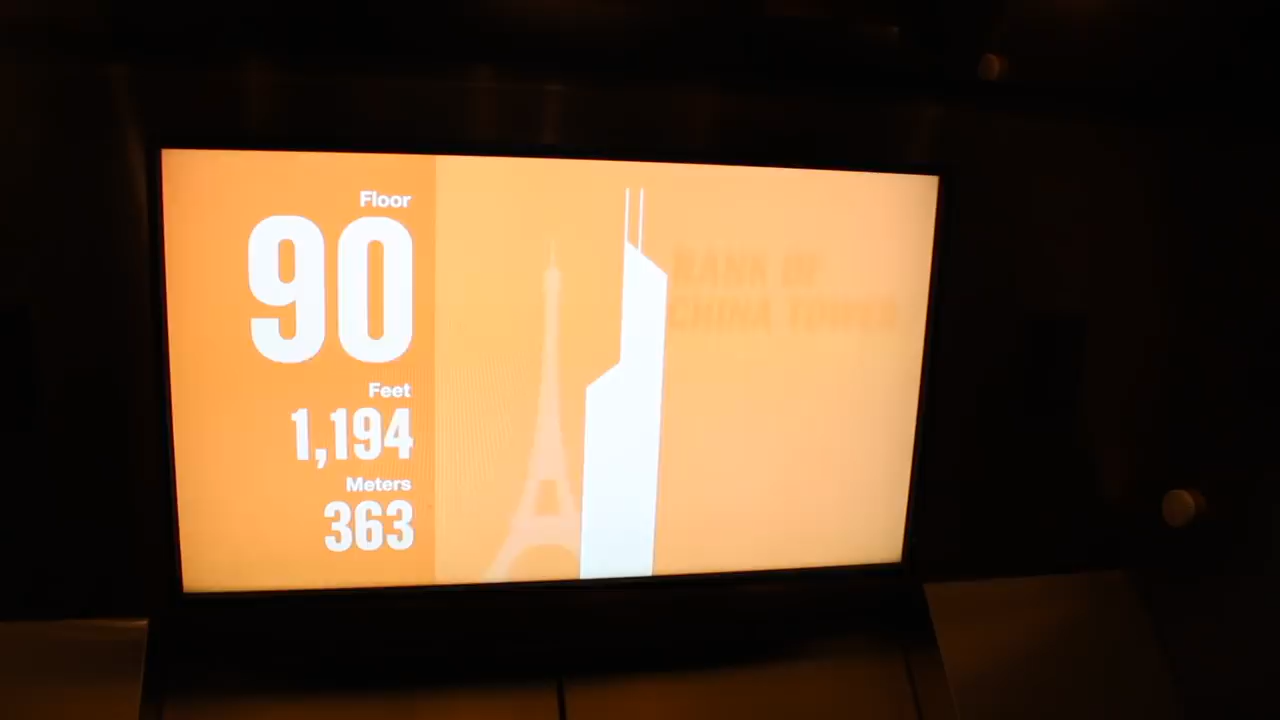 Floor
90
Feet
1,194
Meters
363
BANK OF
CHINA TOWER